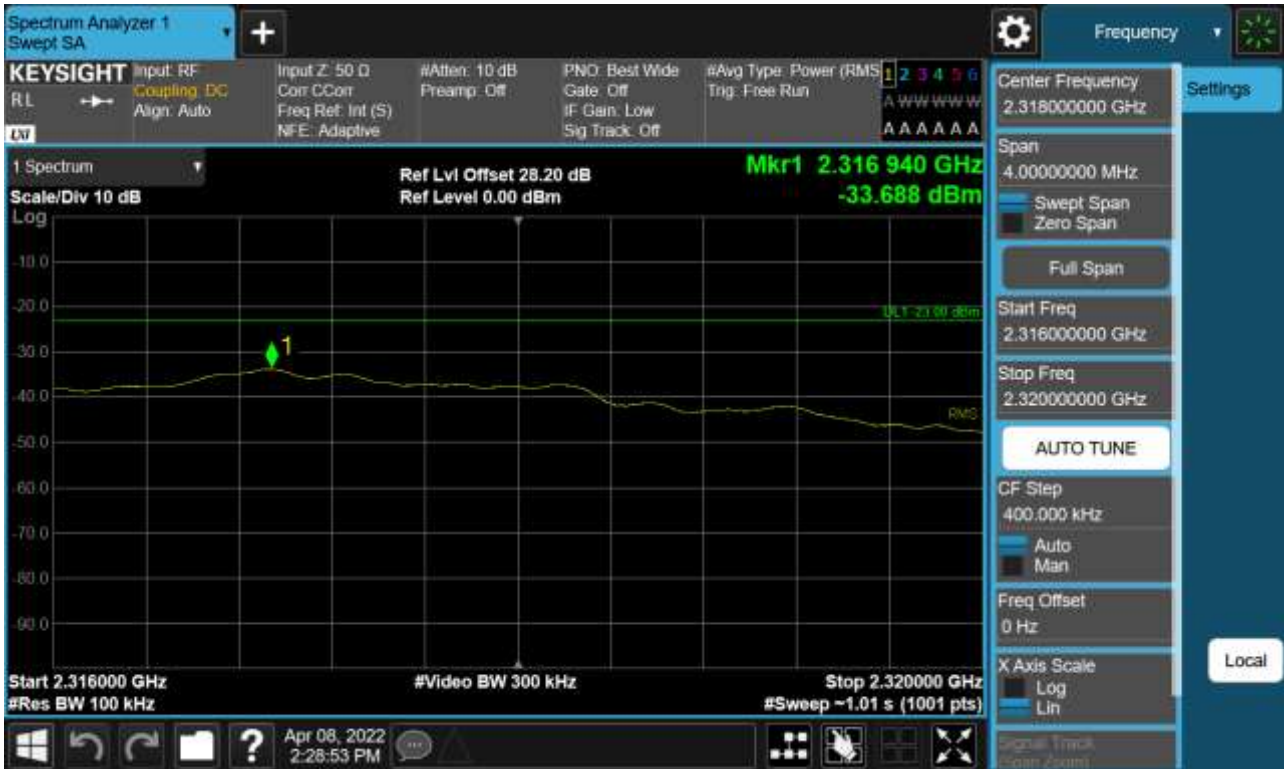 Spectrum Analyzer 1
Swept SA
+
Frequency
KEYSIGHT
RL
LXI
Input: RF
Coupling: DC
Align: Auto
Input Z: 50 Ω
Corr CCorr
Freq Ref: Int (S)
NFE: Adaptive
#Atten: 10 dB
Preamp: Off
PNO: Best Wide
Gate: Off
IF Gain: Low
Sig Track: Off
#Avg Type: Power (RMS
Trig: Free Run
1 2 3 4 5 6
A W W W W W
A A A A A A
1 Spectrum
Scale/Div 10 dB
Ref Lvl Offset 28.20 dB
Ref Level 0.00 dBm
Mkr1 2.316 940 GHz
-33.688 dBm
Log
-10.0
-20.0
-30.0
-40.0
-50.0
-60.0
-70.0
-80.0
-90.0
DL1 -23.00 dBm
1
RMS
Start 2.316000 GHz
#Res BW 100 kHz
#Video BW 300 kHz
Stop 2.320000 GHz
#Sweep ~1.01 s (1001 pts)
Center Frequency
2.318000000 GHz
Span
4.00000000 MHz
Swept Span
Zero Span
Full Span
Start Freq
2.316000000 GHz
Stop Freq
2.320000000 GHz
AUTO TUNE
CF Step
400.000 kHz
Auto
Man
Freq Offset
0 Hz
X Axis Scale
Log
Lin
Signal Track
(Span Zoom)
Settings
Local
?
Apr 08, 2022
2:28:53 PM